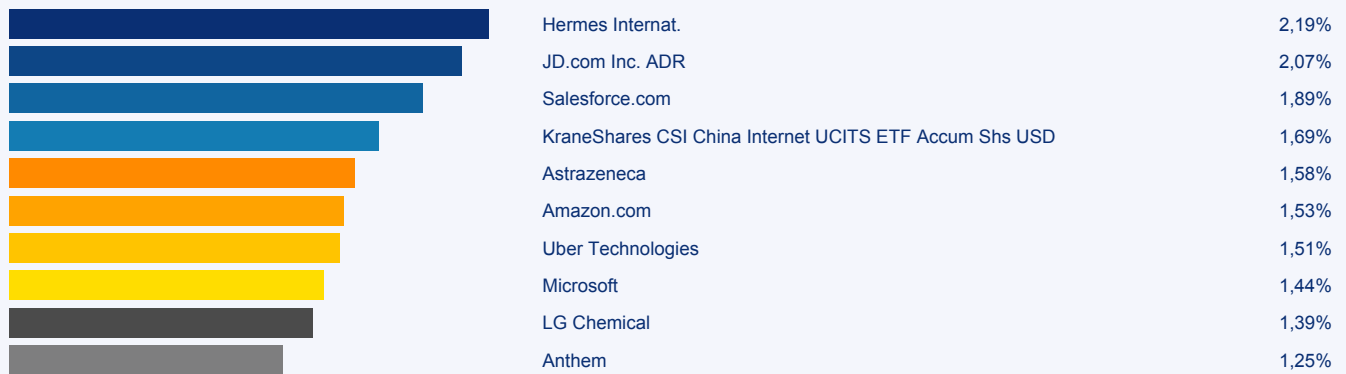 Hermes Internat. 2,19%
JD.com Inc. ADR 2,07%
Salesforce.com 1,89%
KraneShares CSI China Internet UCITS ETF Accum Shs USD 1,69%
Astrazeneca 1,58%
Amazon.com 1,53%
Uber Technologies 1,51%
Microsoft 1,44%
LG Chemical 1,39%
Anthem 1,25%